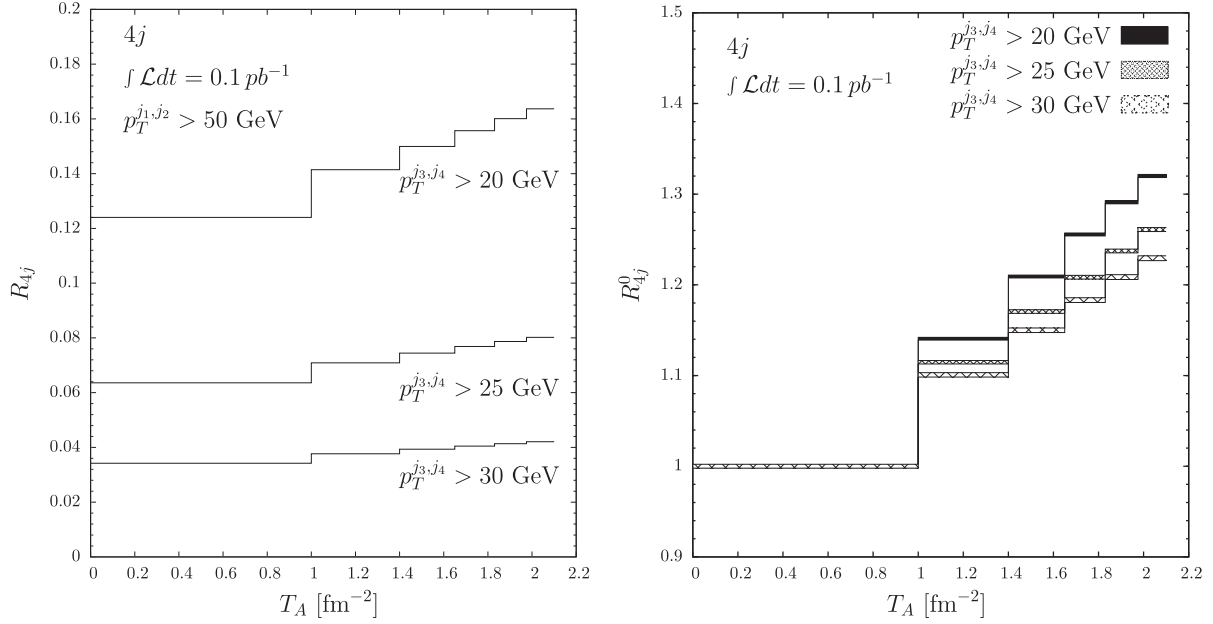 4j
∫ 𝓛dt = 0.1 pb⁻¹
p_T^{j₁,j₂} > 50 GeV
p_T^{j₃,j₄} > 20 GeV
p_T^{j₃,j₄} > 25 GeV
p_T^{j₃,j₄} > 30 GeV
R_{4j}
0.2
0.18
0.16
0.14
0.12
0.1
0.08
0.06
0.04
0.02
0
0 0.2 0.4 0.6 0.8 1 1.2 1.4 1.6 1.8 2 2.2
T_A [fm⁻²]
4j
∫ 𝓛dt = 0.1 pb⁻¹
p_T^{j₃,j₄} > 20 GeV
p_T^{j₃,j₄} > 25 GeV
p_T^{j₃,j₄} > 30 GeV
R_{4j}^0
1.5
1.4
1.3
1.2
1.1
1
0.9
0 0.2 0.4 0.6 0.8 1 1.2 1.4 1.6 1.8 2 2.2
T_A [fm⁻²]